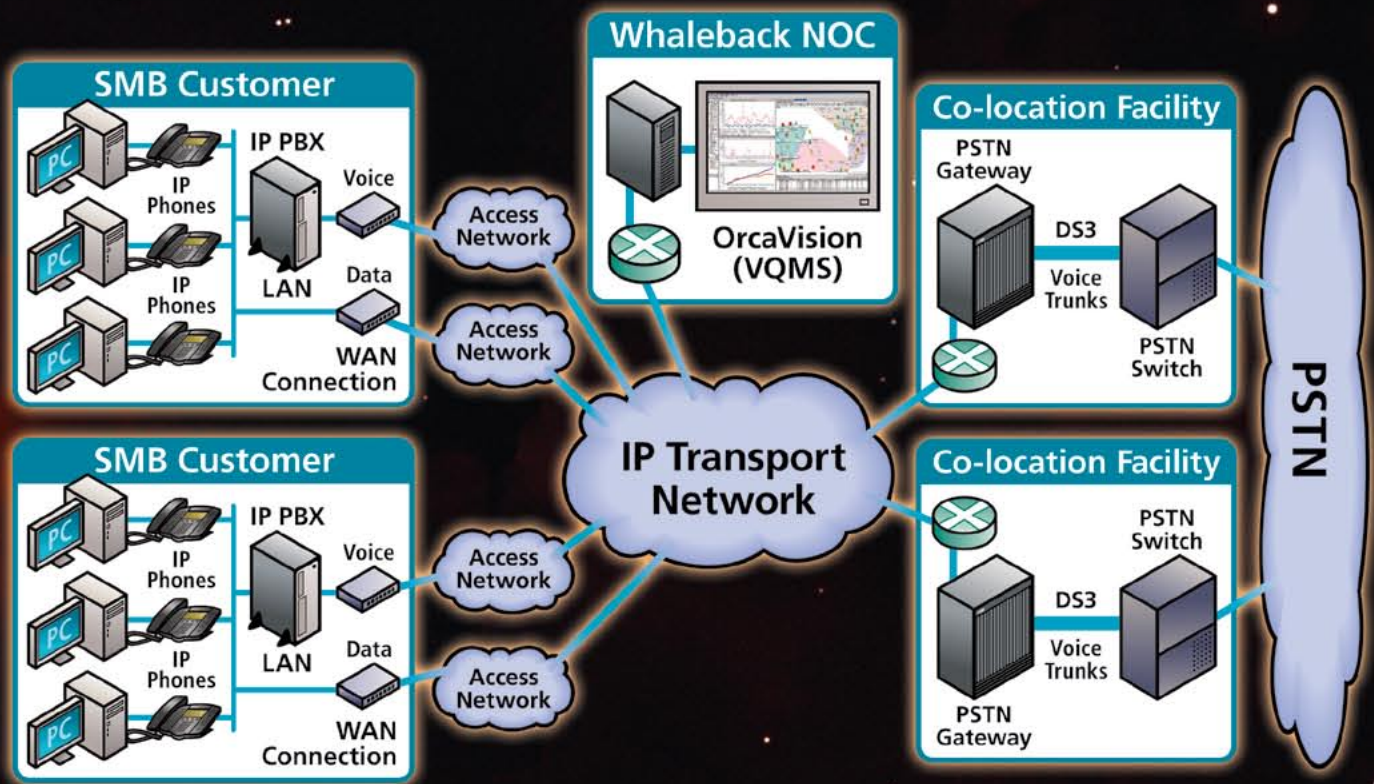 SMB Customer
PC
PC
PC
IP
Phones
IP
Phones
IP PBX
LAN
Voice
Data
WAN
Connection
Access
Network
Access
Network
SMB Customer
PC
PC
PC
IP
Phones
IP
Phones
IP PBX
LAN
Voice
Data
WAN
Connection
Access
Network
Access
Network
Whaleback NOC
OrcaVision
(VQMS)
IP Transport
Network
Co-location Facility
PSTN
Gateway
DS3
Voice
Trunks
PSTN
Switch
Co-location Facility
PSTN
Switch
DS3
Voice
Trunks
PSTN
Gateway
PSTN